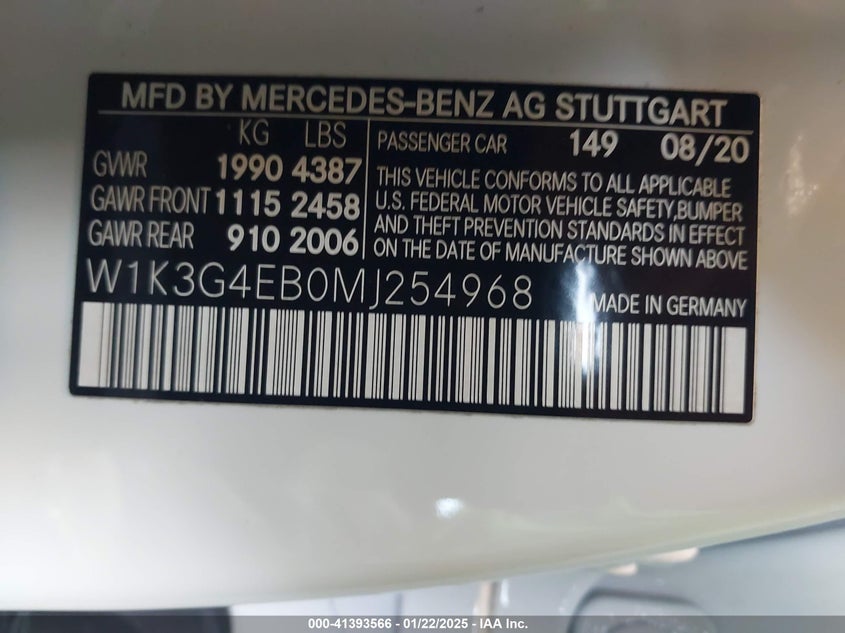 MFD BY MERCEDES-BENZ AG STUTTGART
KG LBS
GVWR 1990 4387
GAWR FRONT 1115 2458
GAWR REAR 910 2006
PASSENGER CAR 149 08/20
THIS VEHICLE CONFORMS TO ALL APPLICABLE
U.S. FEDERAL MOTOR VEHICLE SAFETY,BUMPER
AND THEFT PREVENTION STANDARDS IN EFFECT
ON THE DATE OF MANUFACTURE SHOWN ABOVE.
W1K3G4EB0MJ254968
MADE IN GERMANY
000-41393566 - 01/22/2025 - IAA Inc.